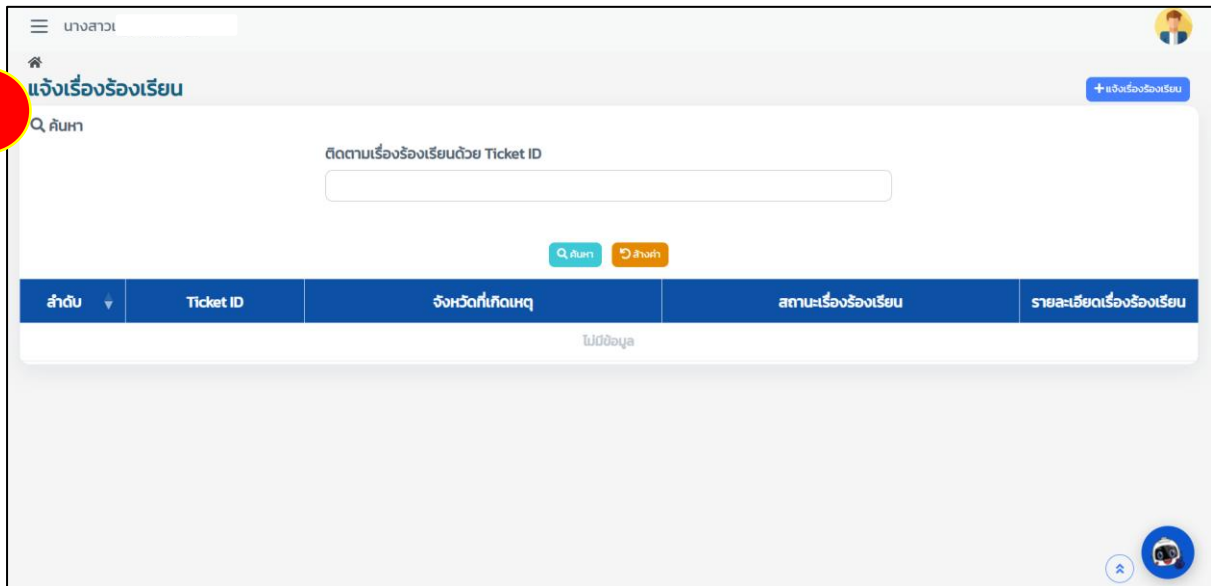 นางสาวเ
แจ้งเรื่องร้องเรียน
+ แจ้งเรื่องร้องเรียน
ค้นหา
ติดตามเรื่องร้องเรียนด้วย Ticket ID
ค้นหา ล้างค่า
ลำดับ Ticket ID จังหวัดที่เกิดเหตุ สถานะเรื่องร้องเรียน รายละเอียดเรื่องร้องเรียน
ไม่มีข้อมูล